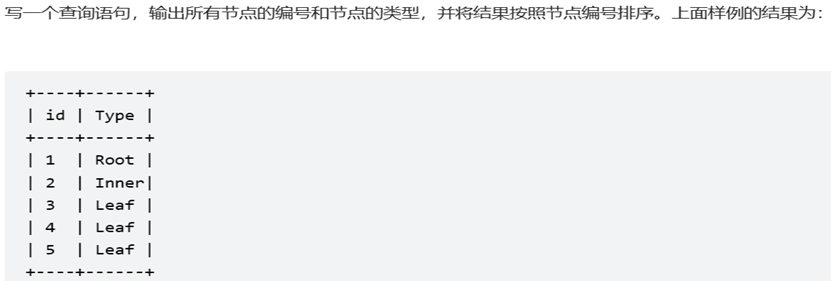 写一个查询语句，输出所有节点的编号和节点的类型，并将结果按照节点编号排序。上面样例的结果为：
+----+------+
| id | Type |
+----+------+
| 1  | Root |
| 2  | Inner|
| 3  | Leaf |
| 4  | Leaf |
| 5  | Leaf |
+----+------+